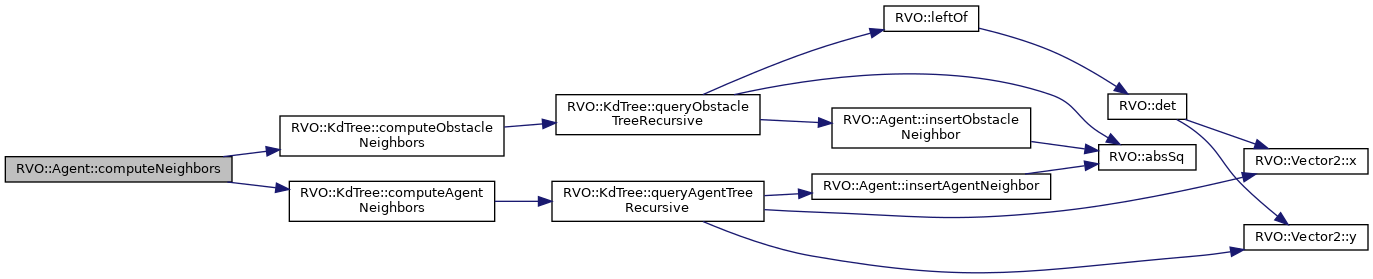 RVO::Agent::computeNeighbors
RVO::KdTree::computeObstacle
Neighbors
RVO::KdTree::computeAgent
Neighbors
RVO::KdTree::queryObstacle
TreeRecursive
RVO::KdTree::queryAgentTree
Recursive
RVO::leftOf
RVO::Agent::insertObstacle
Neighbor
RVO::Agent::insertAgentNeighbor
RVO::det
RVO::absSq
RVO::Vector2::x
RVO::Vector2::y